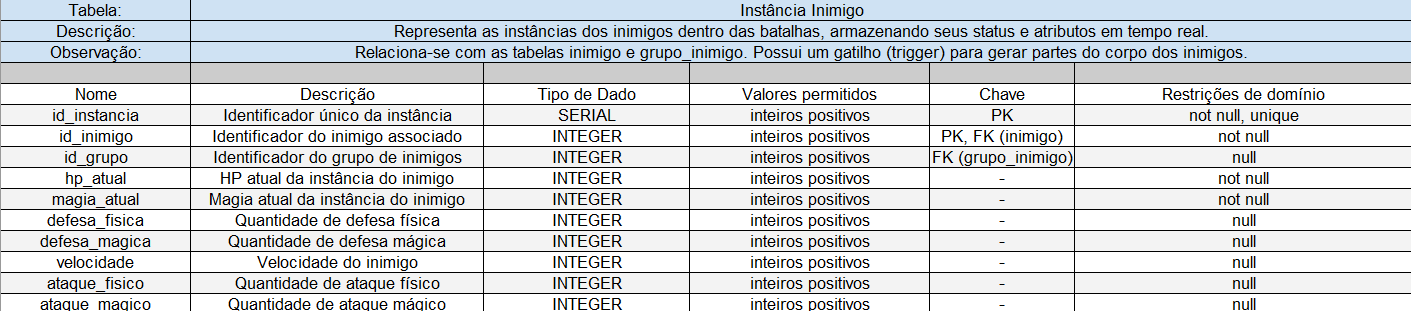 Tabela: Instância Inimigo
Descrição: Representa as instâncias dos inimigos dentro das batalhas, armazenando seus status e atributos em tempo real.
Observação: Relaciona-se com as tabelas inimigo e grupo_inimigo. Possui um gatilho (trigger) para gerar partes do corpo dos inimigos.
Nome Descrição Tipo de Dado Valores permitidos Chave Restrições de domínio
id_instancia Identificador único da instância SERIAL inteiros positivos PK not null, unique
id_inimigo Identificador do inimigo associado INTEGER inteiros positivos PK, FK (inimigo) not null
id_grupo Identificador do grupo de inimigos INTEGER inteiros positivos FK (grupo_inimigo) null
hp_atual HP atual da instância do inimigo INTEGER inteiros positivos - not null
magia_atual Magia atual da instância do inimigo INTEGER inteiros positivos - not null
defesa_fisica Quantidade de defesa física INTEGER inteiros positivos - null
defesa_magica Quantidade de defesa mágica INTEGER inteiros positivos - null
velocidade Velocidade do inimigo INTEGER inteiros positivos - null
ataque_fisico Quantidade de ataque físico INTEGER inteiros positivos - null
ataque_magico Quantidade de ataque mágico INTEGER inteiros positivos - null